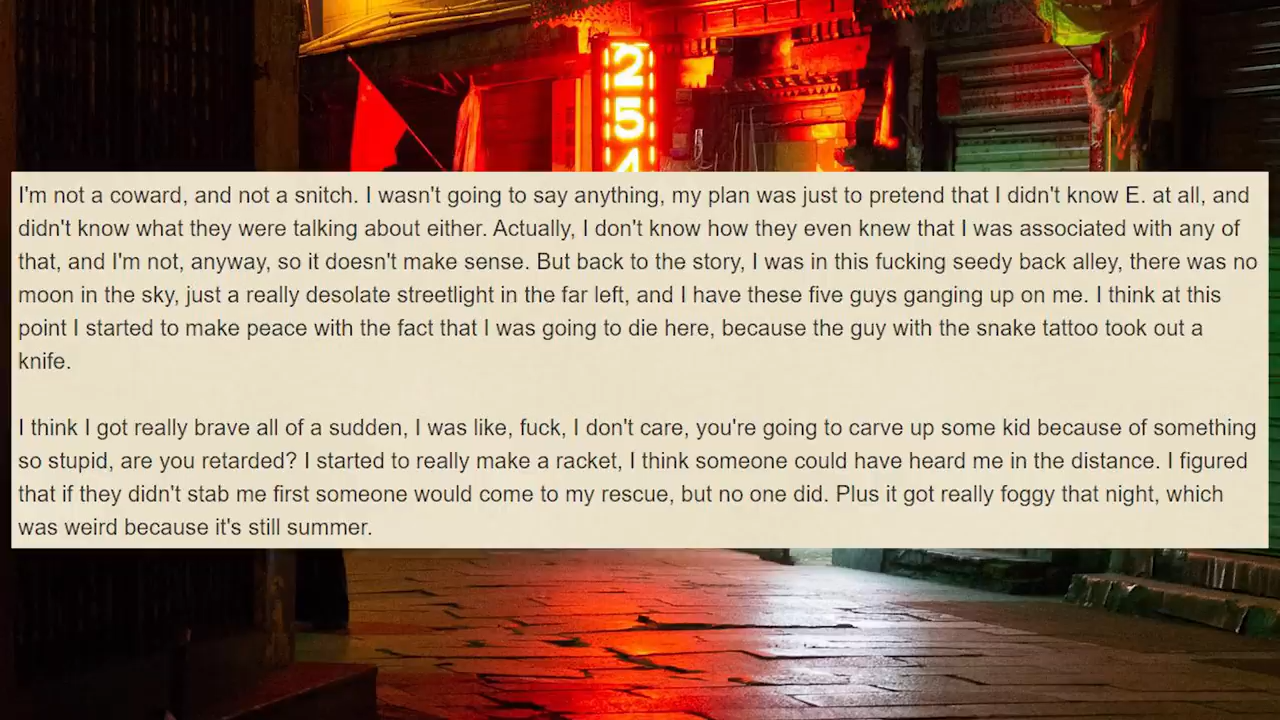 254
I'm not a coward, and not a snitch. I wasn't going to say anything, my plan was just to pretend that I didn't know E. at all, and
didn't know what they were talking about either. Actually, I don't know how they even knew that I was associated with any of
that, and I'm not, anyway, so it doesn't make sense. But back to the story, I was in this fucking seedy back alley, there was no
moon in the sky, just a really desolate streetlight in the far left, and I have these five guys ganging up on me. I think at this
point I started to make peace with the fact that I was going to die here, because the guy with the snake tattoo took out a
knife.
I think I got really brave all of a sudden, I was like, fuck, I don't care, you're going to carve up some kid because of something
so stupid, are you retarded? I started to really make a racket, I think someone could have heard me in the distance. I figured
that if they didn't stab me first someone would come to my rescue, but no one did. Plus it got really foggy that night, which
was weird because it's still summer.